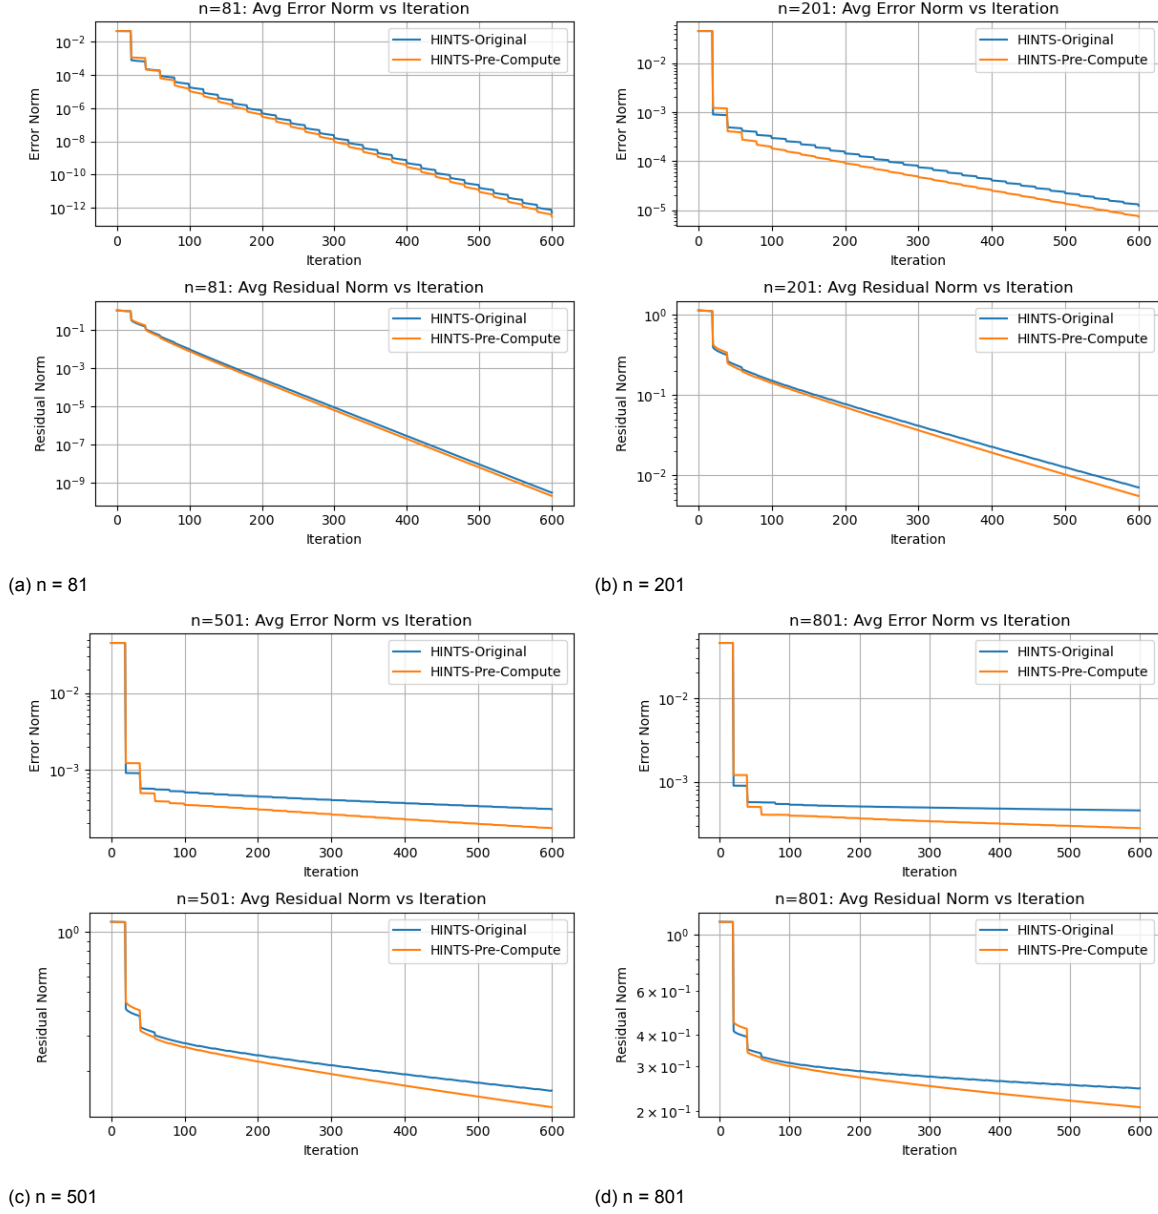 n=81: Avg Error Norm vs Iteration
Error Norm
10⁻²
10⁻⁴
10⁻⁶
10⁻⁸
10⁻¹⁰
10⁻¹²
HINTS-Original
HINTS-Pre-Compute
0 100 200 300 400 500 600
Iteration
n=81: Avg Residual Norm vs Iteration
Residual Norm
10⁻¹
10⁻³
10⁻⁵
10⁻⁷
10⁻⁹
HINTS-Original
HINTS-Pre-Compute
0 100 200 300 400 500 600
Iteration
(a) n = 81
n=201: Avg Error Norm vs Iteration
Error Norm
10⁻²
10⁻³
10⁻⁴
10⁻⁵
HINTS-Original
HINTS-Pre-Compute
0 100 200 300 400 500 600
Iteration
n=201: Avg Residual Norm vs Iteration
Residual Norm
10⁰
10⁻¹
10⁻²
HINTS-Original
HINTS-Pre-Compute
0 100 200 300 400 500 600
Iteration
(b) n = 201
n=501: Avg Error Norm vs Iteration
Error Norm
10⁻²
10⁻³
HINTS-Original
HINTS-Pre-Compute
0 100 200 300 400 500 600
Iteration
n=501: Avg Residual Norm vs Iteration
Residual Norm
10⁰
HINTS-Original
HINTS-Pre-Compute
0 100 200 300 400 500 600
Iteration
(c) n = 501
n=801: Avg Error Norm vs Iteration
Error Norm
10⁻²
10⁻³
HINTS-Original
HINTS-Pre-Compute
0 100 200 300 400 500 600
Iteration
n=801: Avg Residual Norm vs Iteration
Residual Norm
10⁰
6 × 10⁻¹
4 × 10⁻¹
3 × 10⁻¹
2 × 10⁻¹
HINTS-Original
HINTS-Pre-Compute
0 100 200 300 400 500 600
Iteration
(d) n = 801